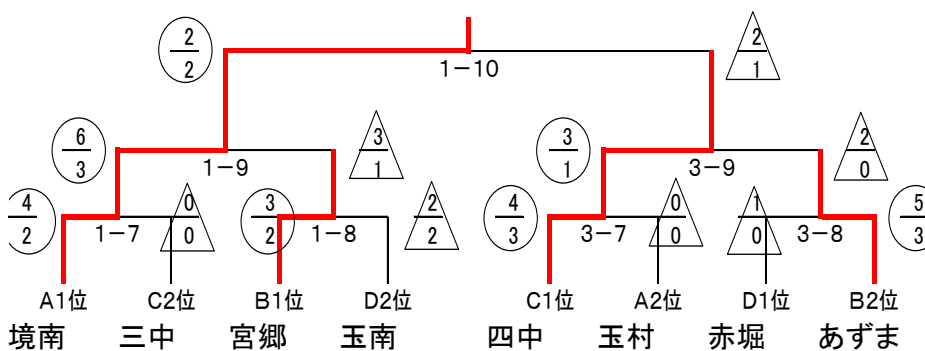 2 2
2 1
1-10
6 3 3 2
3 1 1 0
1-9 3-9
4 0 3 2 4 0 1 5
2 0 2 2 3 0 0 3
1-7 1-8 3-7 3-8
A1位 C2位 B1位 D2位 C1位 A2位 D1位 B2位
境南 三中 宮郷 玉南 四中 玉村 赤堀 あずま